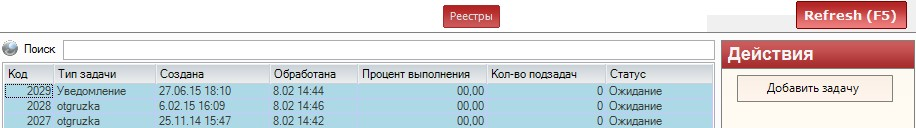 Реестры
Refresh (F5)
Поиск
Действия
Код Тип задачи Создана Обработана Процент выполнения Кол-во подзадач Статус
2029 Уведомление 27.06.15 18:10 8.02 14:44 00,00 0 Ожидание
Добавить задачу
2028 otgruzka 6.02.15 16:09 8.02 14:46 00,00 0 Ожидание
2027 otgruzka 25.11.14 15:47 8.02 14:42 00,00 0 Ожидание